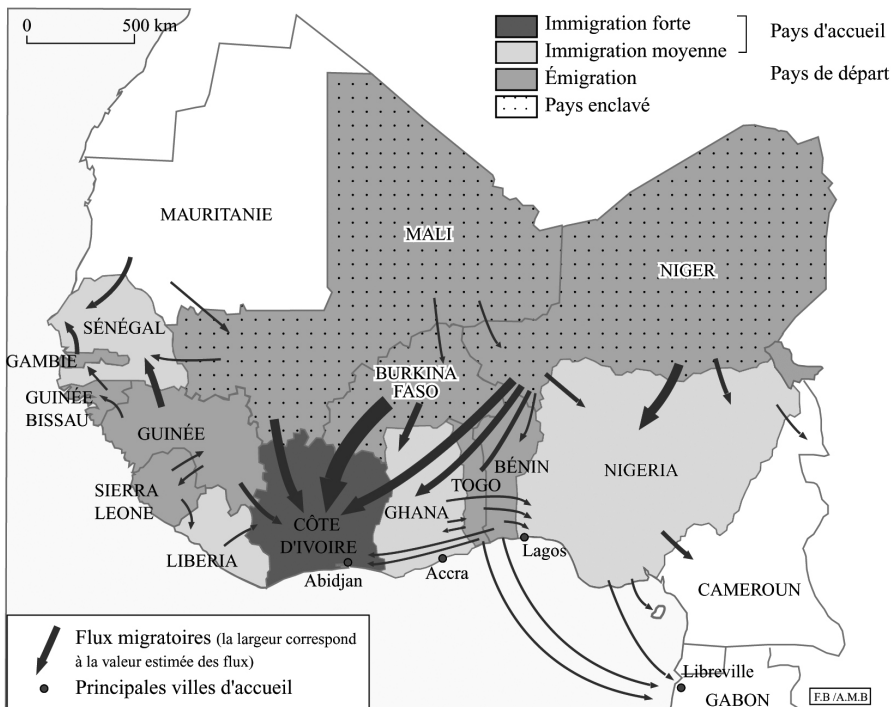 0 500 km
Immigration forte
Immigration moyenne
Pays d'accueil
Émigration
Pays de départ
Pays enclavé
MAURITANIE
MALI
NIGER
SÉNÉGAL
GAMBIE
GUINÉE
BISSAU
GUINÉE
BURKINA
FASO
BÉNIN
NIGERIA
TOGO
SIERRA
LEONE
GHANA
CÔTE
D'IVOIRE
LIBERIA
Abidjan
Accra
Lagos
CAMEROUN
Libreville
GABON
Flux migratoires (la largeur correspond
à la valeur estimée des flux)
Principales villes d'accueil
F.B /A.M.B